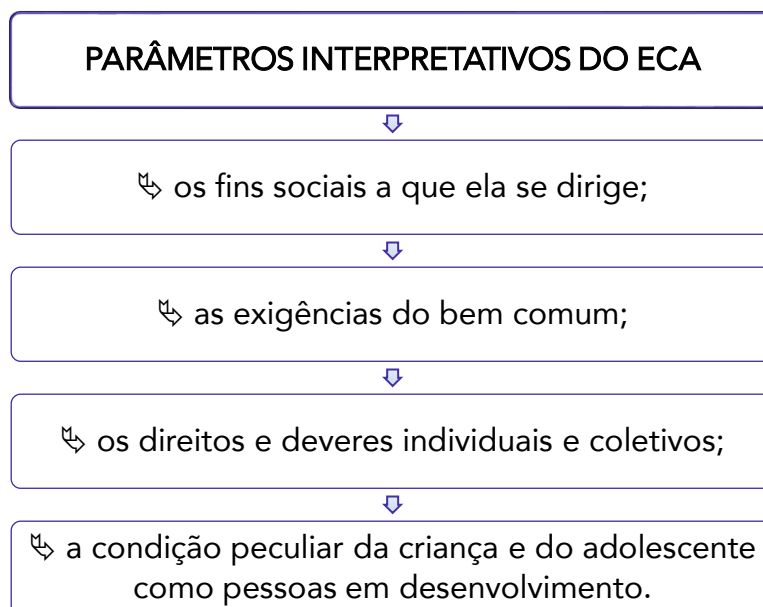 PARÂMETROS INTERPRETATIVOS DO ECA
os fins sociais a que ela se dirige;
as exigências do bem comum;
os direitos e deveres individuais e coletivos;
a condição peculiar da criança e do adolescente
como pessoas em desenvolvimento.